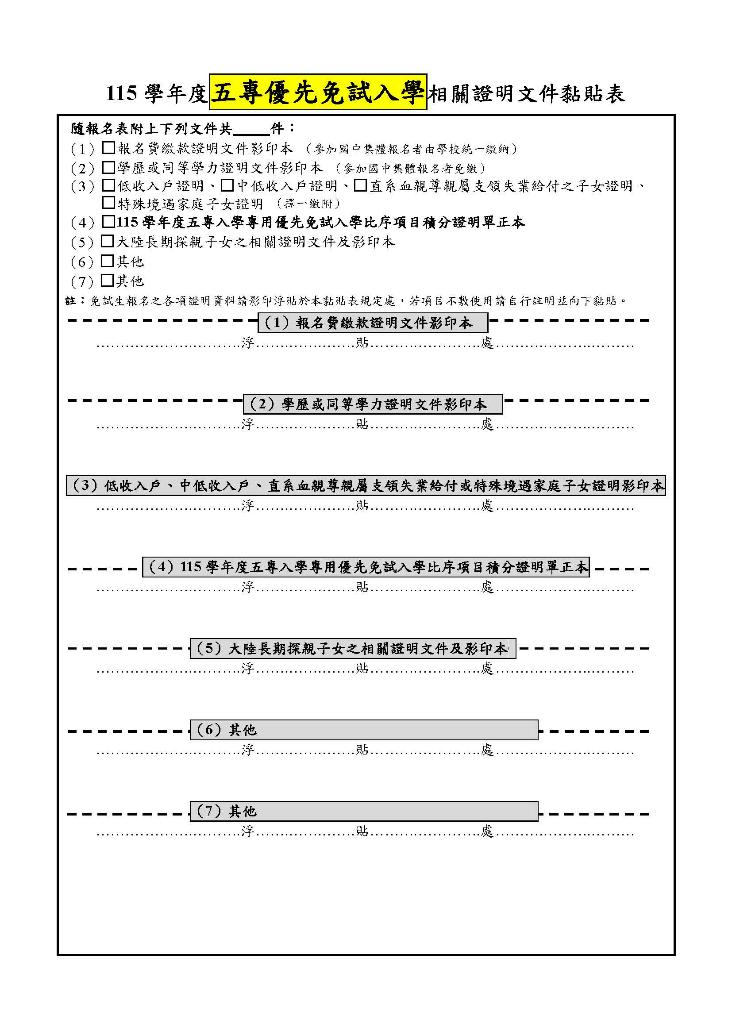 115 學年度五專優先免試入學相關證明文件黏貼表
隨報名表附上下列文件共_____件：
（1）□報名費繳款證明文件影印本（參加國中集體報名者由學校統一繳納）
（2）□學歷或同等學力證明文件影印本（參加國中集體報名者免繳）
（3）□低收入戶證明、□中低收入戶證明、□直系血親尊親屬支領失業給付之子女證明、
□特殊境遇家庭子女證明（擇一繳附）
（4）□115 學年度五專入學專用優先免試入學比序項目積分證明單正本
（5）□大陸長期探親子女之相關證明文件及影印本
（6）□其他
（7）□其他
註：免試生報名之各項證明資料請影印浮貼於本黏貼表規定處，若項目不敷使用請自行註明並向下黏貼。
（1）報名費繳款證明文件影印本
浮 貼 處
（2）學歷或同等學力證明文件影印本
浮 貼 處
（3）低收入戶、中低收入戶、直系血親尊親屬支領失業給付或特殊境遇家庭子女證明影印本
浮 貼 處
（4）115 學年度五專入學專用優先免試入學比序項目積分證明單正本
浮 貼 處
（5）大陸長期探親子女之相關證明文件及影印本
浮 貼 處
（6）其他
浮 貼 處
（7）其他
浮 貼 處